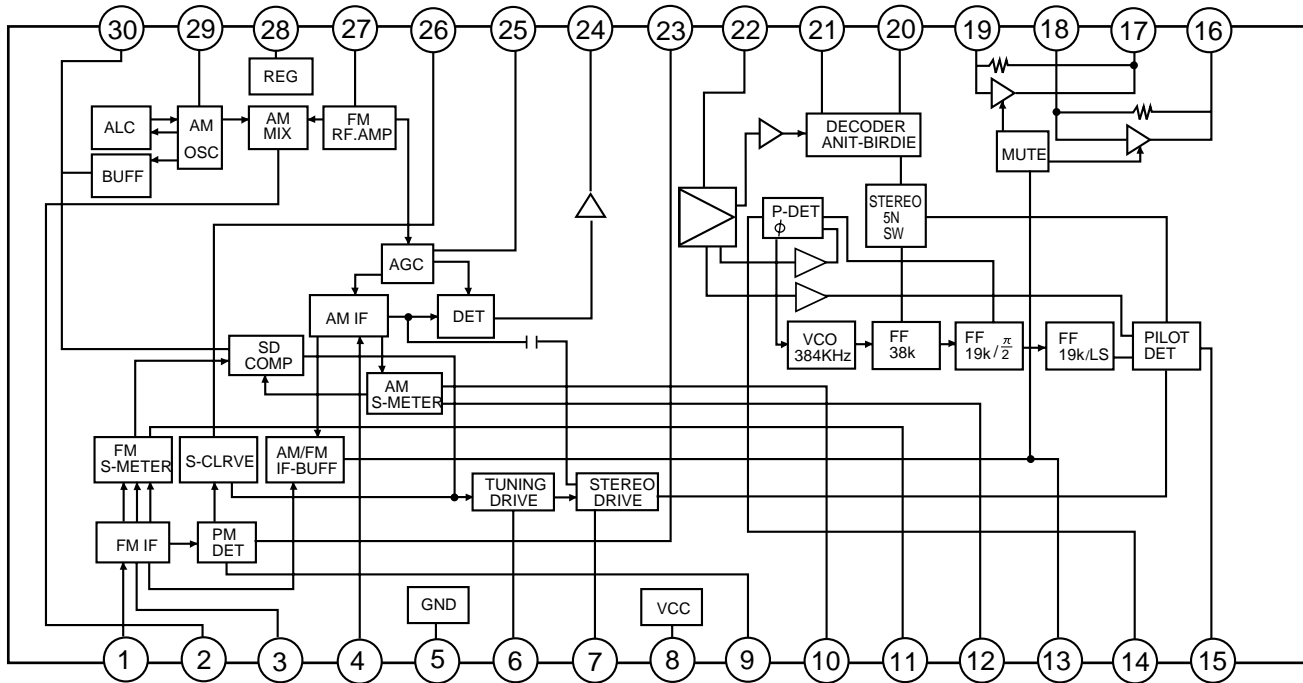 30 29 28 27 26 25 24 23 22 21 20 19 18 17 16
REG
ALC
AM
OSC
AM
MIX
FM
RF.AMP
BUFF
DECODER
ANIT-BIRDIE
MUTE
STEREO
5N
SW
P-DET
ϕ
AGC
AM IF
DET
SD
COMP
VCO
384KHz
FF
38k
FF
19k/π/2
FF
19k/LS
PILOT
DET
AM
S-METER
FM
S-METER
S-CLRVE
AM/FM
IF-BUFF
TUNING
DRIVE
STEREO
DRIVE
FM IF
PM
DET
GND
VCC
1 2 3 4 5 6 7 8 9 10 11 12 13 14 15